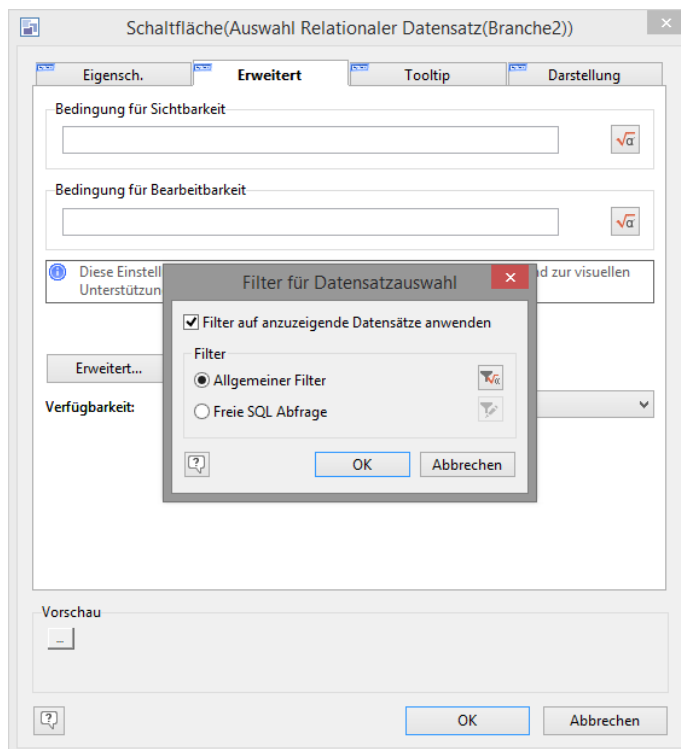 Schaltfläche(Auswahl Relationaler Datensatz(Branche2))
Eigensch. Erweitert Tooltip Darstellung
Bedingung für Sichtbarkeit
Bedingung für Bearbeitbarkeit
Diese Einstell d zur visuellen
Unterstützun
Filter für Datensatzauswahl
Filter auf anzuzeigende Datensätze anwenden
Filter
Allgemeiner Filter
Freie SQL Abfrage
OK Abbrechen
Erweitert...
Verfügbarkeit:
Vorschau
...
OK Abbrechen